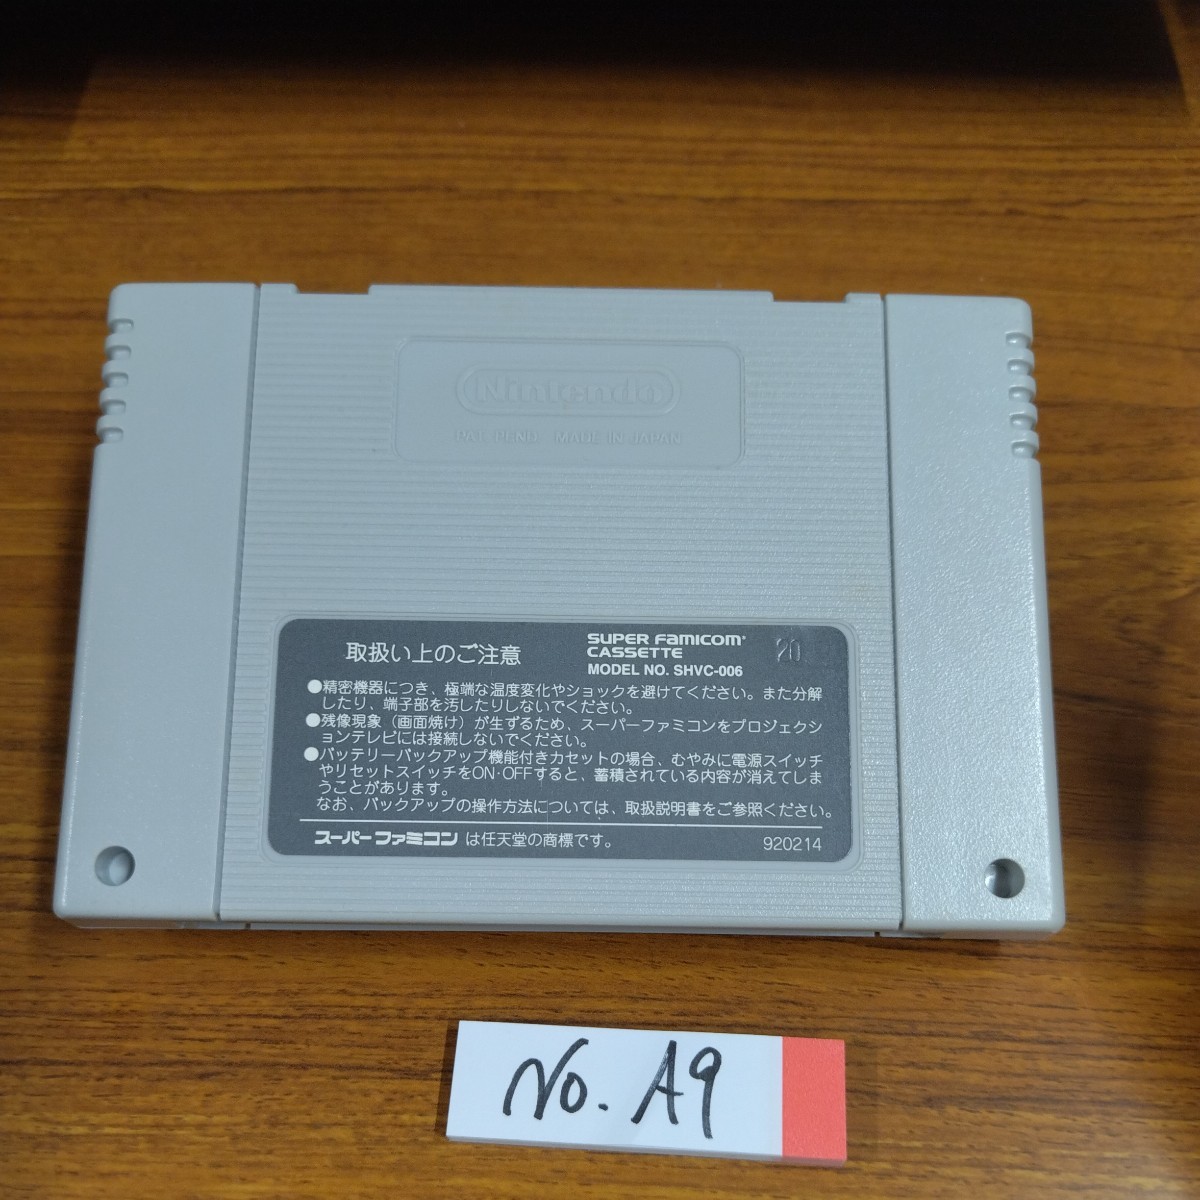 Nintendo
PAT. PEND. MADE IN JAPAN
取扱い上のご注意
SUPER FAMICOM
CASSETTE
MODEL NO. SHVC-006
20
●精密機器につき、極端な温度変化やショックを避けてください。また分解
したり、端子部を汚したりしないでください。
●残像現象(画面焼け)が生ずるため、スーパーファミコンをプロジェクシ
ョンテレビには接続しないでください。
●バッテリーバックアップ機能付きカセットの場合、むやみに電源スイッチ
やリセットスイッチをON·OFFすると、蓄積されている内容が消えてしま
うことがあります。
なお、バックアップの操作方法については、取扱説明書をご参照ください。
スーパーファミコン は任天堂の商標です。
920214
No. A9